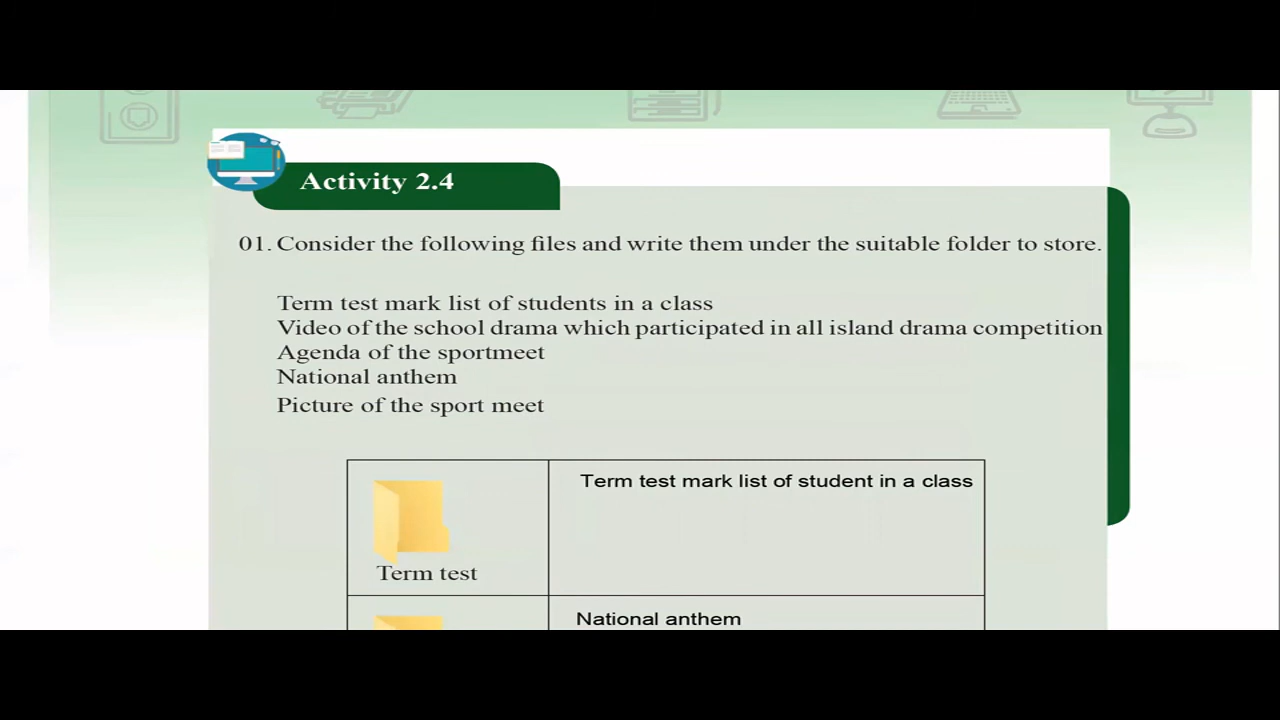 Activity 2.4
01. Consider the following files and write them under the suitable folder to store.
Term test mark list of students in a class
Video of the school drama which participated in all island drama competition
Agenda of the sportmeet
National anthem
Picture of the sport meet
Term test mark list of student in a class
Term test
National anthem